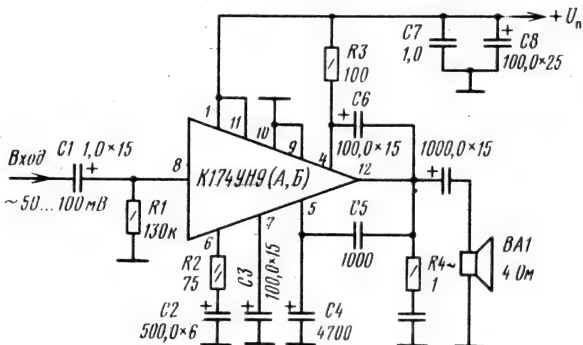 + Uп
C7
1,0
+
C8
100,0×25
R3
100
C6
+
100,0×15
1000,0×15
+
1
11
10
9
4
12
Вход
C1 1,0×15
+
8
К174УН9(А,Б)
~50...100мВ
R1
130к
6
7
5
C5
1000
R2
75
C3
100,0×15
R4~
1
BA1
4 Ом
C2
500,0×6
+
+
+
C4
4700